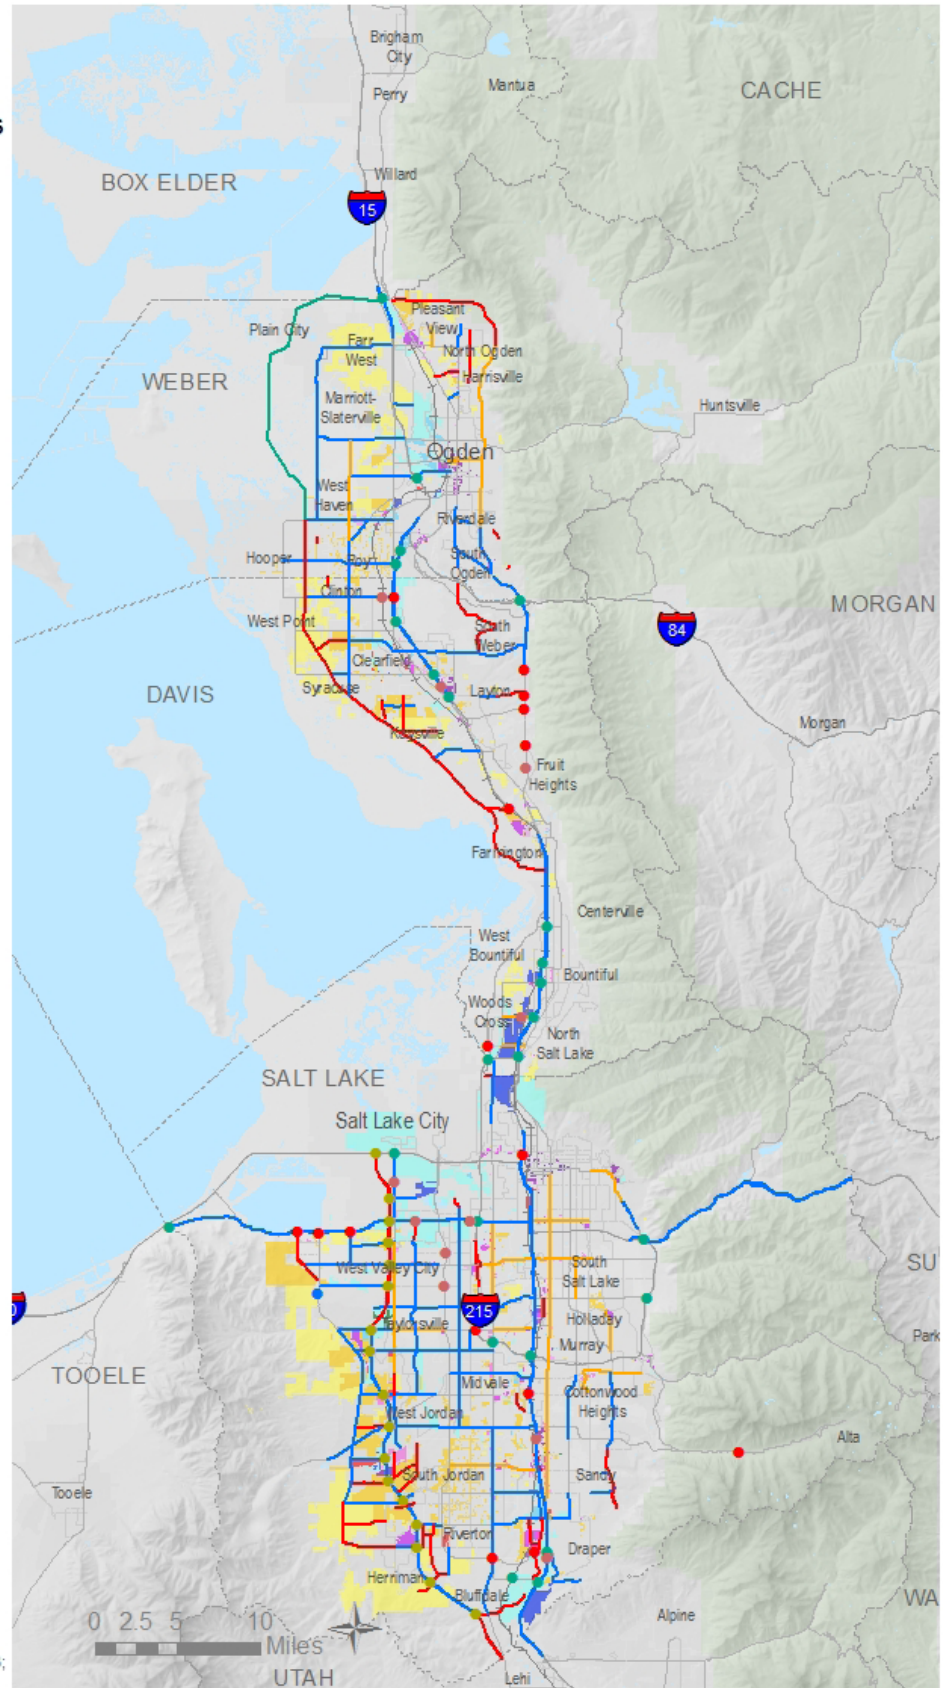 s
Brigham
City
Mantua
CACHE
Perry
Willard
BOX ELDER
15
Pleasant
View
Plain City
Farr
West
North Ogden
Harrisville
WEBER
Marriott-
Slaterville
Huntsville
Ogden
West
Haven
Riverdale
Hooper
Roy
South
Ogden
Clinton
MORGAN
West Point
South
Weber
84
Clearfield
Syracuse
Layton
DAVIS
Morgan
Kaysville
Fruit
Heights
Farmington
Centerville
West
Bountiful
Bountiful
Woods
Cross
North
Salt Lake
SALT LAKE
Salt Lake City
West Valley City
South
Salt Lake
SU
0
215
Taylorsville
Holladay
Park
Murray
TOOELE
Midvale
Cottonwood
Heights
West Jordan
Alta
South Jordan
Sandy
Tooele
Riverton
Draper
Herriman
Bluffdale
WA
Alpine
0 2.5 5 10
Miles
UTAH
Lehi
;